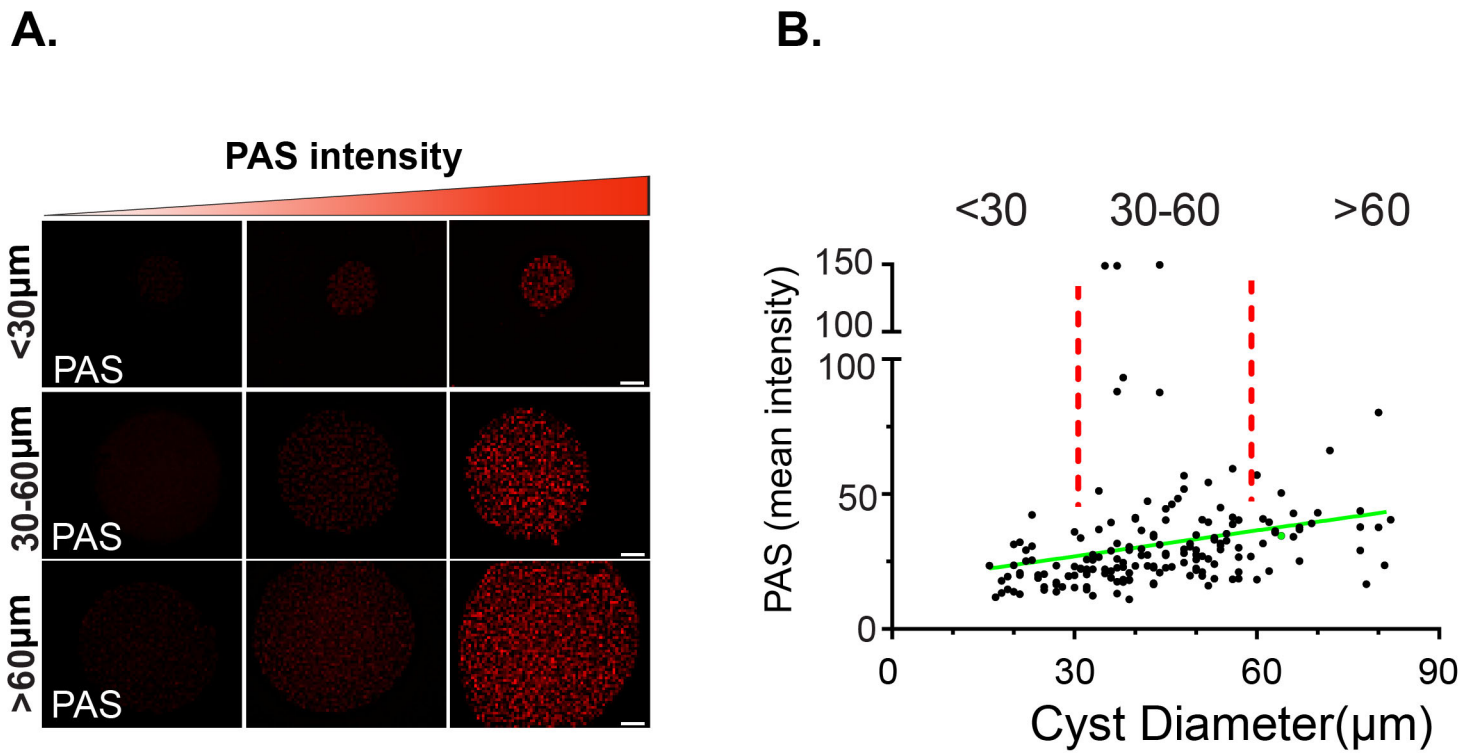 A.
PAS intensity
<30µm
PAS
30-60µm
PAS
>60µm
PAS
B.
<30 30-60 >60
PAS (mean intensity)
150
100
100
50
0
0 30 60 90
Cyst Diameter(µm)